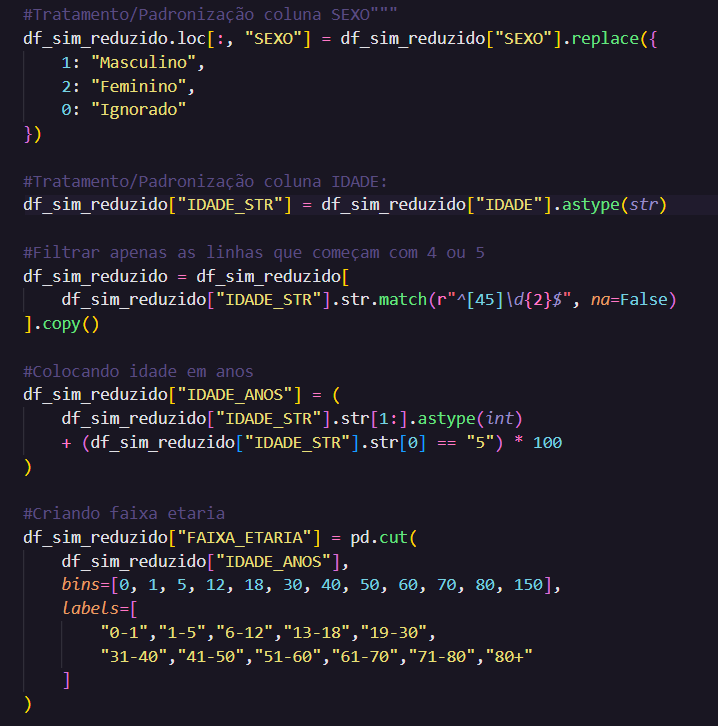 #Tratamento/Padronização coluna SEXO"""
df_sim_reduzido.loc[:, "SEXO"] = df_sim_reduzido["SEXO"].replace({
    1: "Masculino",
    2: "Feminino",
    0: "Ignorado"
})
#Tratamento/Padronização coluna IDADE:
df_sim_reduzido["IDADE_STR"] = df_sim_reduzido["IDADE"].astype(str)
#Filtrar apenas as linhas que começam com 4 ou 5
df_sim_reduzido = df_sim_reduzido[
    df_sim_reduzido["IDADE_STR"].str.match(r"^[45]\d{2}$", na=False)
].copy()
#Colocando idade em anos
df_sim_reduzido["IDADE_ANOS"] = (
    df_sim_reduzido["IDADE_STR"].str[1:].astype(int)
    + (df_sim_reduzido["IDADE_STR"].str[0] == "5") * 100
)
#Criando faixa etaria
df_sim_reduzido["FAIXA_ETARIA"] = pd.cut(
    df_sim_reduzido["IDADE_ANOS"],
    bins=[0, 1, 5, 12, 18, 30, 40, 50, 60, 70, 80, 150],
    labels=[
        "0-1","1-5","6-12","13-18","19-30",
        "31-40","41-50","51-60","61-70","71-80","80+"
    ]
)